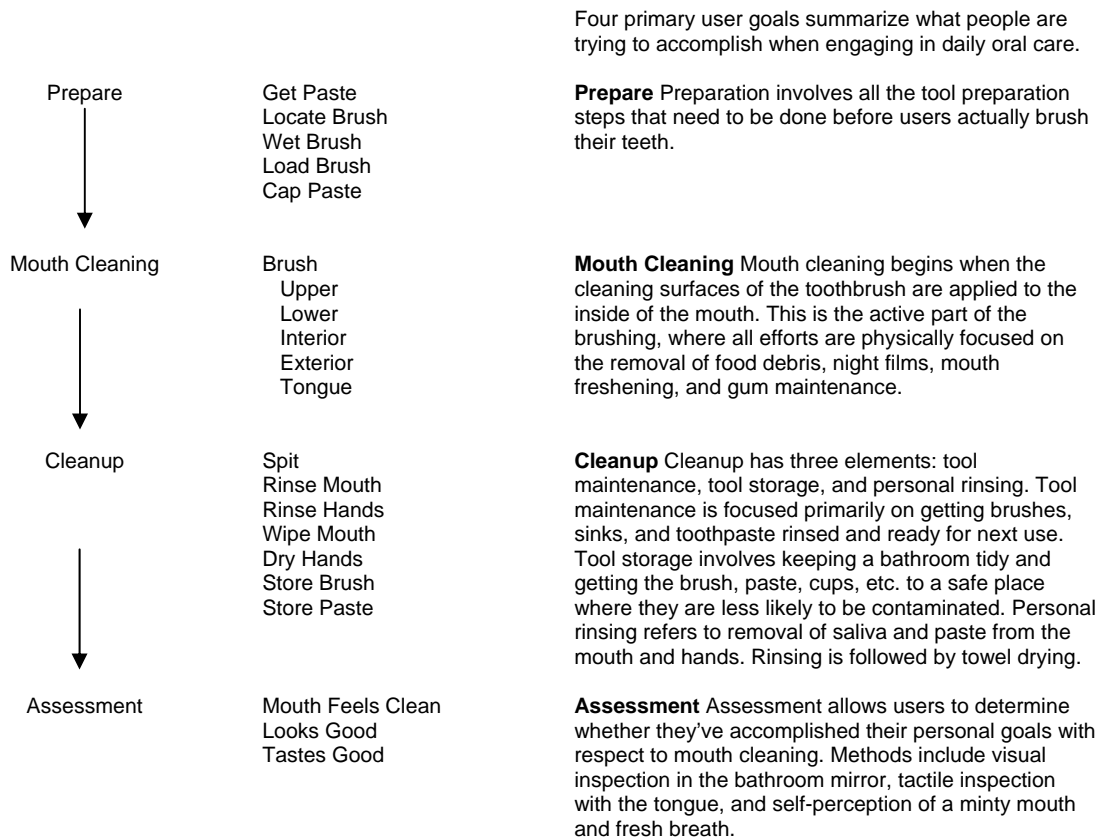 Four primary user goals summarize what people are
trying to accomplish when engaging in daily oral care.
Prepare
Get Paste
Locate Brush
Wet Brush
Load Brush
Cap Paste
Prepare Preparation involves all the tool preparation
steps that need to be done before users actually brush
their teeth.
Mouth Cleaning
Brush
Upper
Lower
Interior
Exterior
Tongue
Mouth Cleaning Mouth cleaning begins when the
cleaning surfaces of the toothbrush are applied to the
inside of the mouth. This is the active part of the
brushing, where all efforts are physically focused on
the removal of food debris, night films, mouth
freshening, and gum maintenance.
Cleanup
Spit
Rinse Mouth
Rinse Hands
Wipe Mouth
Dry Hands
Store Brush
Store Paste
Cleanup Cleanup has three elements: tool
maintenance, tool storage, and personal rinsing. Tool
maintenance is focused primarily on getting brushes,
sinks, and toothpaste rinsed and ready for next use.
Tool storage involves keeping a bathroom tidy and
getting the brush, paste, cups, etc. to a safe place
where they are less likely to be contaminated. Personal
rinsing refers to removal of saliva and paste from the
mouth and hands. Rinsing is followed by towel drying.
Assessment
Mouth Feels Clean
Looks Good
Tastes Good
Assessment Assessment allows users to determine
whether they've accomplished their personal goals with
respect to mouth cleaning. Methods include visual
inspection in the bathroom mirror, tactile inspection
with the tongue, and self-perception of a minty mouth
and fresh breath.